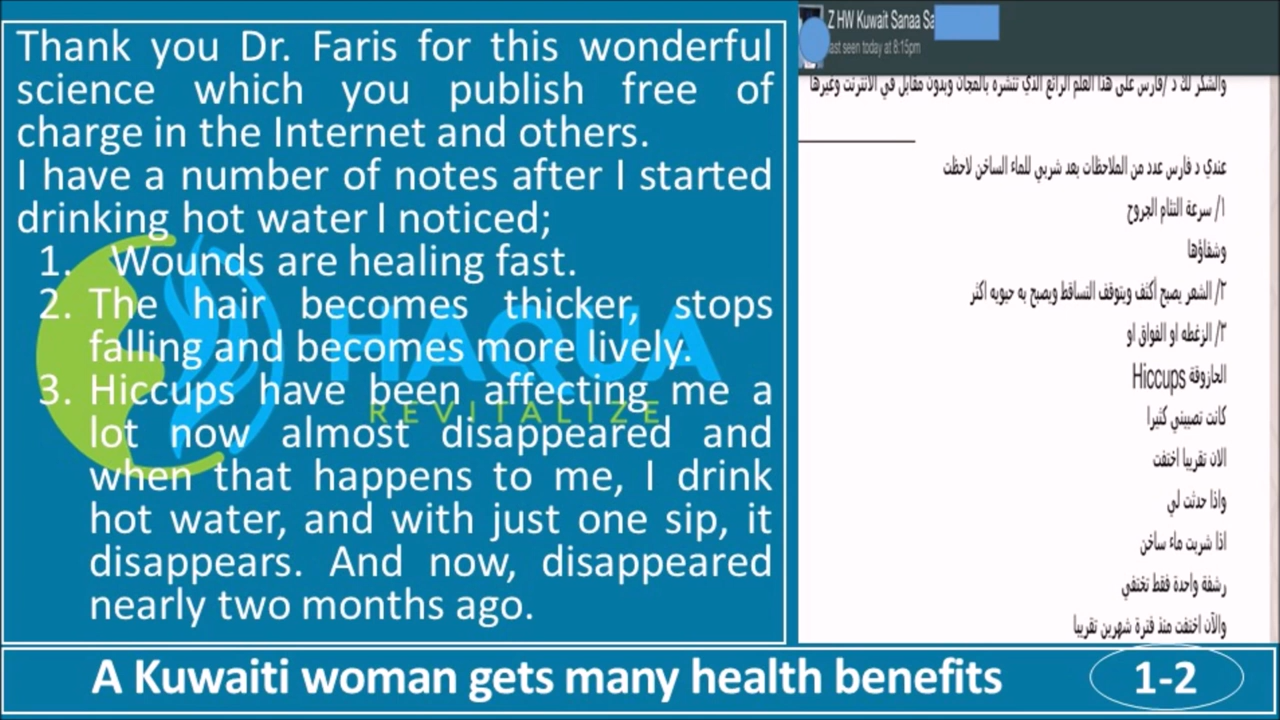 Thank you Dr. Faris for this wonderful
science which you publish free of
charge in the Internet and others.
I have a number of notes after I started
drinking hot water I noticed;
1. Wounds are healing fast.
2. The hair becomes thicker, stops
falling and becomes more lively.
3. Hiccups have been affecting me a
lot now almost disappeared and
when that happens to me, I drink
hot water, and with just one sip, it
disappears. And now, disappeared
nearly two months ago.
HAQUA
REVITALIZE
Z HW Kuwait Sanaa Sa
last seen today at 8:15pm
والشكر لك د /فارس على هذا العلم الرائع الذي تنشره بالمجان وبدون مقابل في الانترنت وغيرها
عندي د فارس عدد من الملاحظات بعد شربي للماء الساخن لاحظت
١/ سرعة التئام الجروح
وشفاؤها
٢/ الشعر يصبح أكثف ويتوقف التساقط ويصبح به حيويه اكثر
٣/ الزغطه او الفواق او
الحازوقة Hiccups
كانت تصيبني كثيرا
الان تقريبا اختفت
واذا حدثت لي
اذا شربت ماء ساخن
رشفة واحدة فقط تختفي
والآن اختفت منذ فترة شهرين تقريبا
A Kuwaiti woman gets many health benefits
1-2